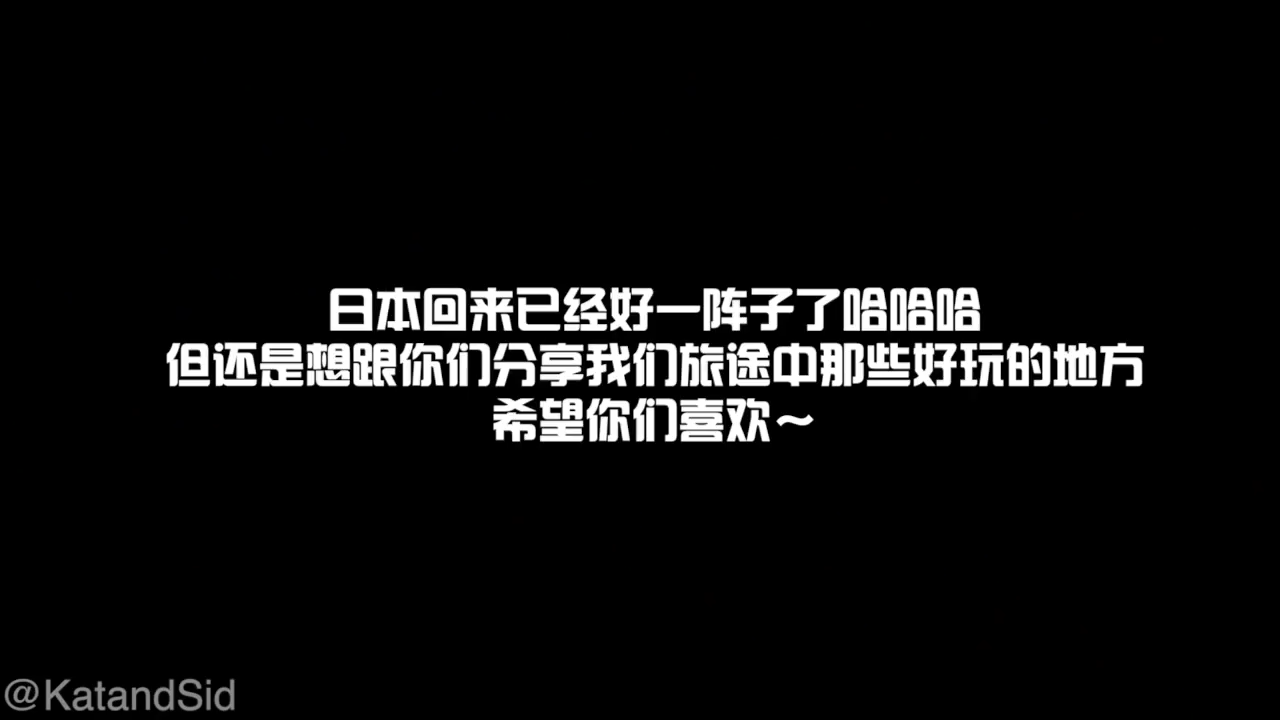 日本回来已经好一阵子了哈哈哈
但还是想跟你们分享我们旅途中那些好玩的地方
希望你们喜欢～
@KatandSid